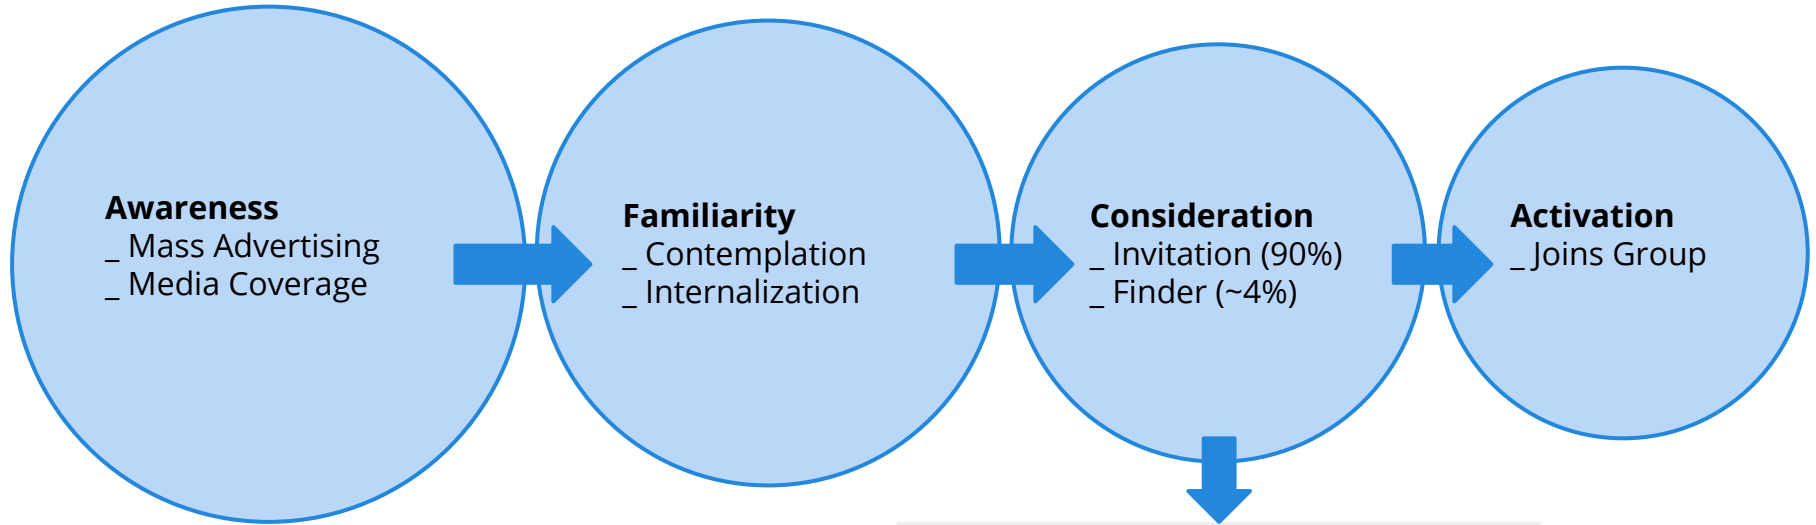 Awareness
_ Mass Advertising
_ Media Coverage
Familiarity
_ Contemplation
_ Internalization
Consideration
_ Invitation (90%)
_ Finder (~4%)
Activation
_ Joins Group